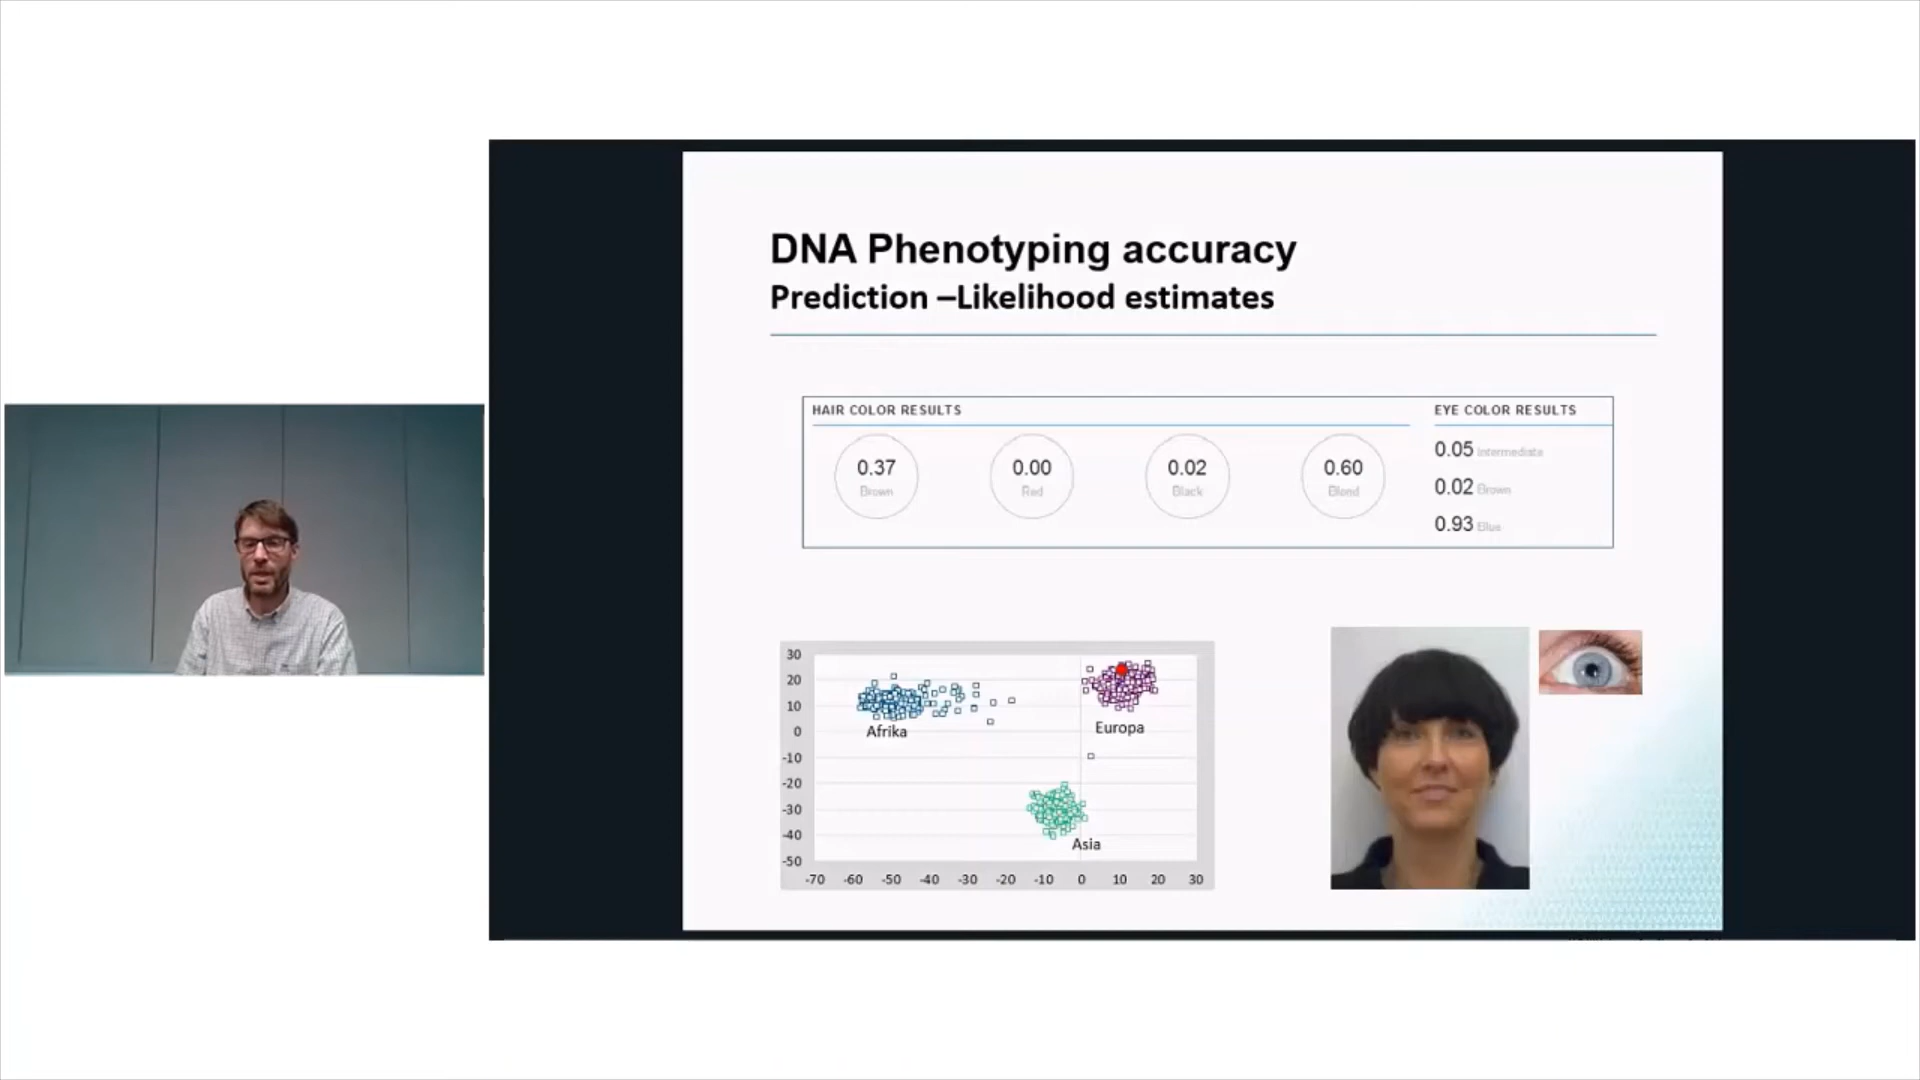 DNA Phenotyping accuracy
Prediction –Likelihood estimates
HAIR COLOR RESULTS
0.37
Brown
0.00
Red
0.02
Black
0.60
Blond
EYE COLOR RESULTS
0.05 Intermediate
0.02 Brown
0.93 Blue
30
20
10
0
-10
-20
-30
-40
-50
Afrika
Europa
Asia
-70 -60 -50 -40 -30 -20 -10 0 10 20 30